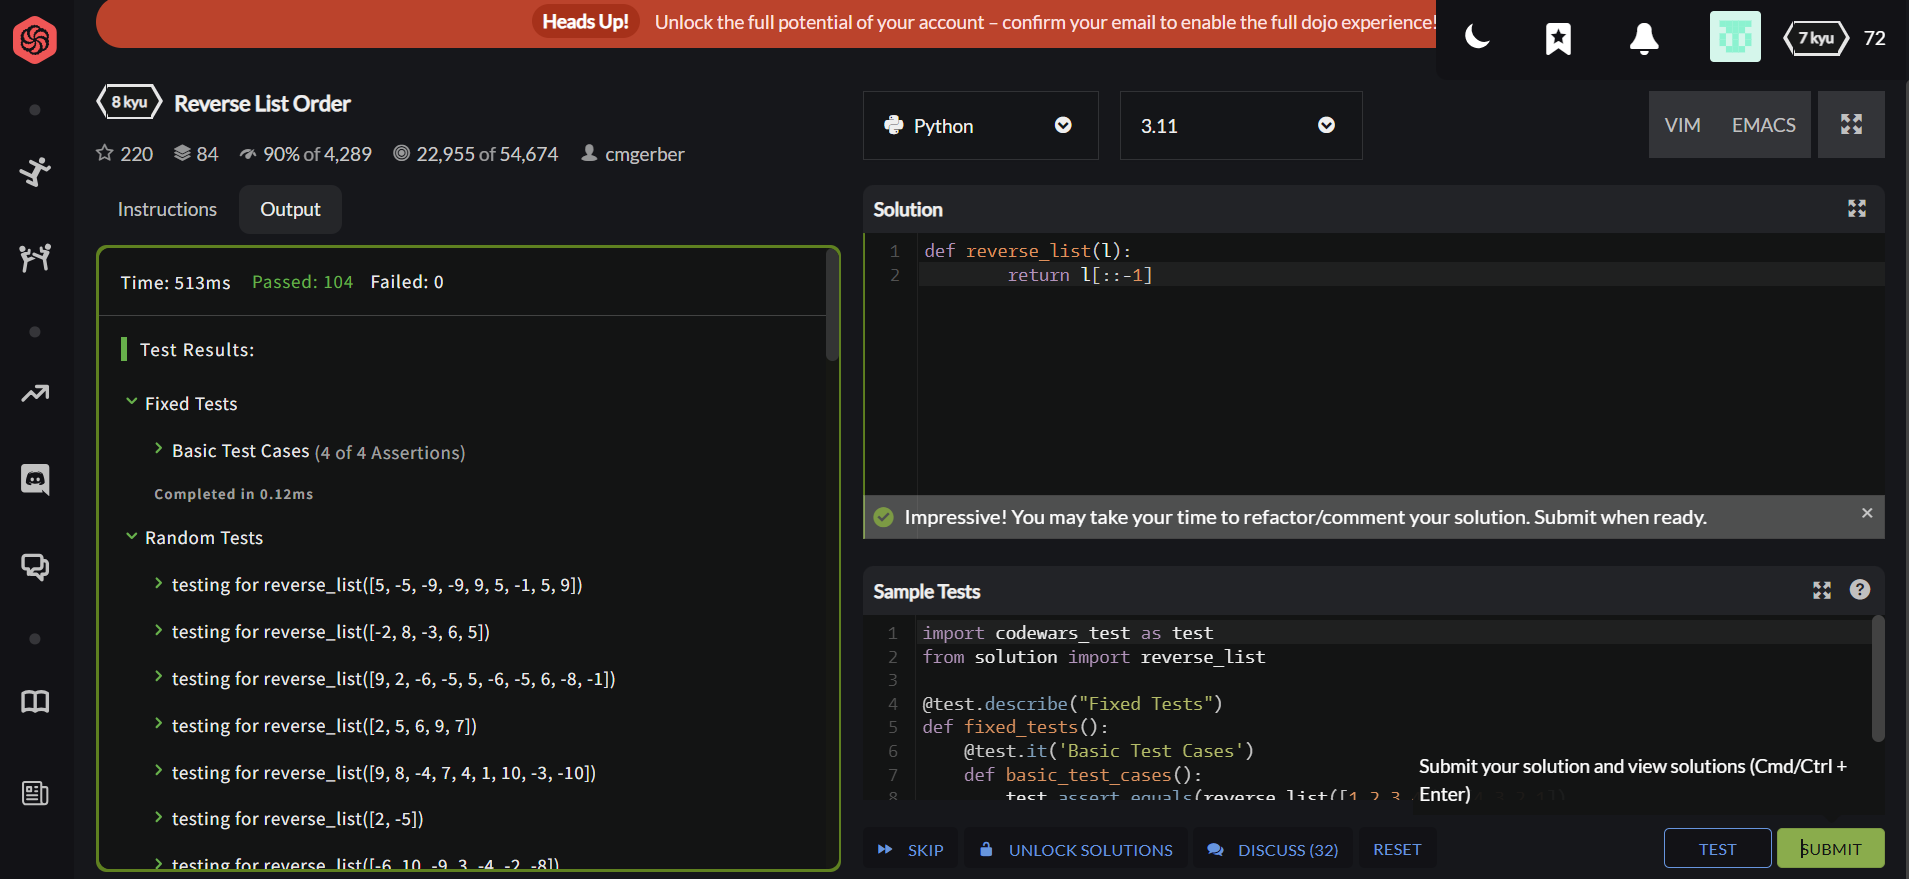 Heads Up! Unlock the full potential of your account – confirm your email to enable the full dojo experience!
7 kyu 72
8 kyu Reverse List Order
220 84 90% of 4,289 22,955 of 54,674 cmgerber
Python 3.11 VIM EMACS
Instructions Output
Time: 513ms Passed: 104 Failed: 0
Test Results:
Fixed Tests
Basic Test Cases (4 of 4 Assertions)
Completed in 0.12ms
Random Tests
testing for reverse_list([5, -5, -9, -9, 9, 5, -1, 5, 9])
testing for reverse_list([-2, 8, -3, 6, 5])
testing for reverse_list([9, 2, -6, -5, 5, -6, -5, 6, -8, -1])
testing for reverse_list([2, 5, 6, 9, 7])
testing for reverse_list([9, 8, -4, 7, 4, 1, 10, -3, -10])
testing for reverse_list([2, -5])
testing for reverse_list([-6, 10, -9, 3, -4, -2, -8])
Solution
1 def reverse_list(l):
2 return l[::-1]
Impressive! You may take your time to refactor/comment your solution. Submit when ready.
Sample Tests
1 import codewars_test as test
2 from solution import reverse_list
3
4 @test.describe("Fixed Tests")
5 def fixed_tests():
6 @test.it('Basic Test Cases')
7 def basic_test_cases():
8 test.assert_equals(reverse_list([1,2,3
Submit your solution and view solutions (Cmd/Ctrl +
Enter)
SKIP UNLOCK SOLUTIONS DISCUSS (32) RESET TEST SUBMIT